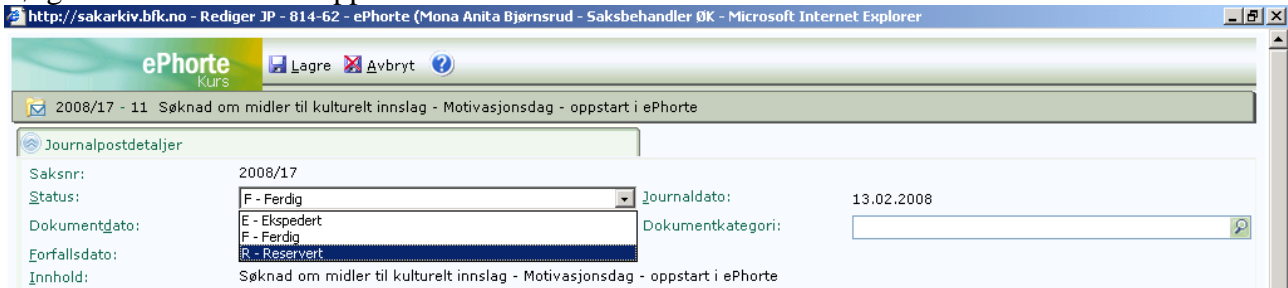 http://sakarkiv.bfk.no - Rediger JP - 814-62 - ePhorte (Mona Anita Bjørnsrud - Saksbehandler ØK - Microsoft Internet Explorer
ePhorte Lagre Avbryt ?
Kurs
2008/17 - 11 Søknad om midler til kulturelt innslag - Motivasjonsdag - oppstart i ePhorte
Journalpostdetaljer
Saksnr: 2008/17
Status: F - Ferdig Journaldato: 13.02.2008
E - Ekspedert
Dokumentdato: Dokumentkategori:
F - Ferdig
Forfallsdato: R - Reservert
Innhold: Søknad om midler til kulturelt innslag - Motivasjonsdag - oppstart i ePhorte